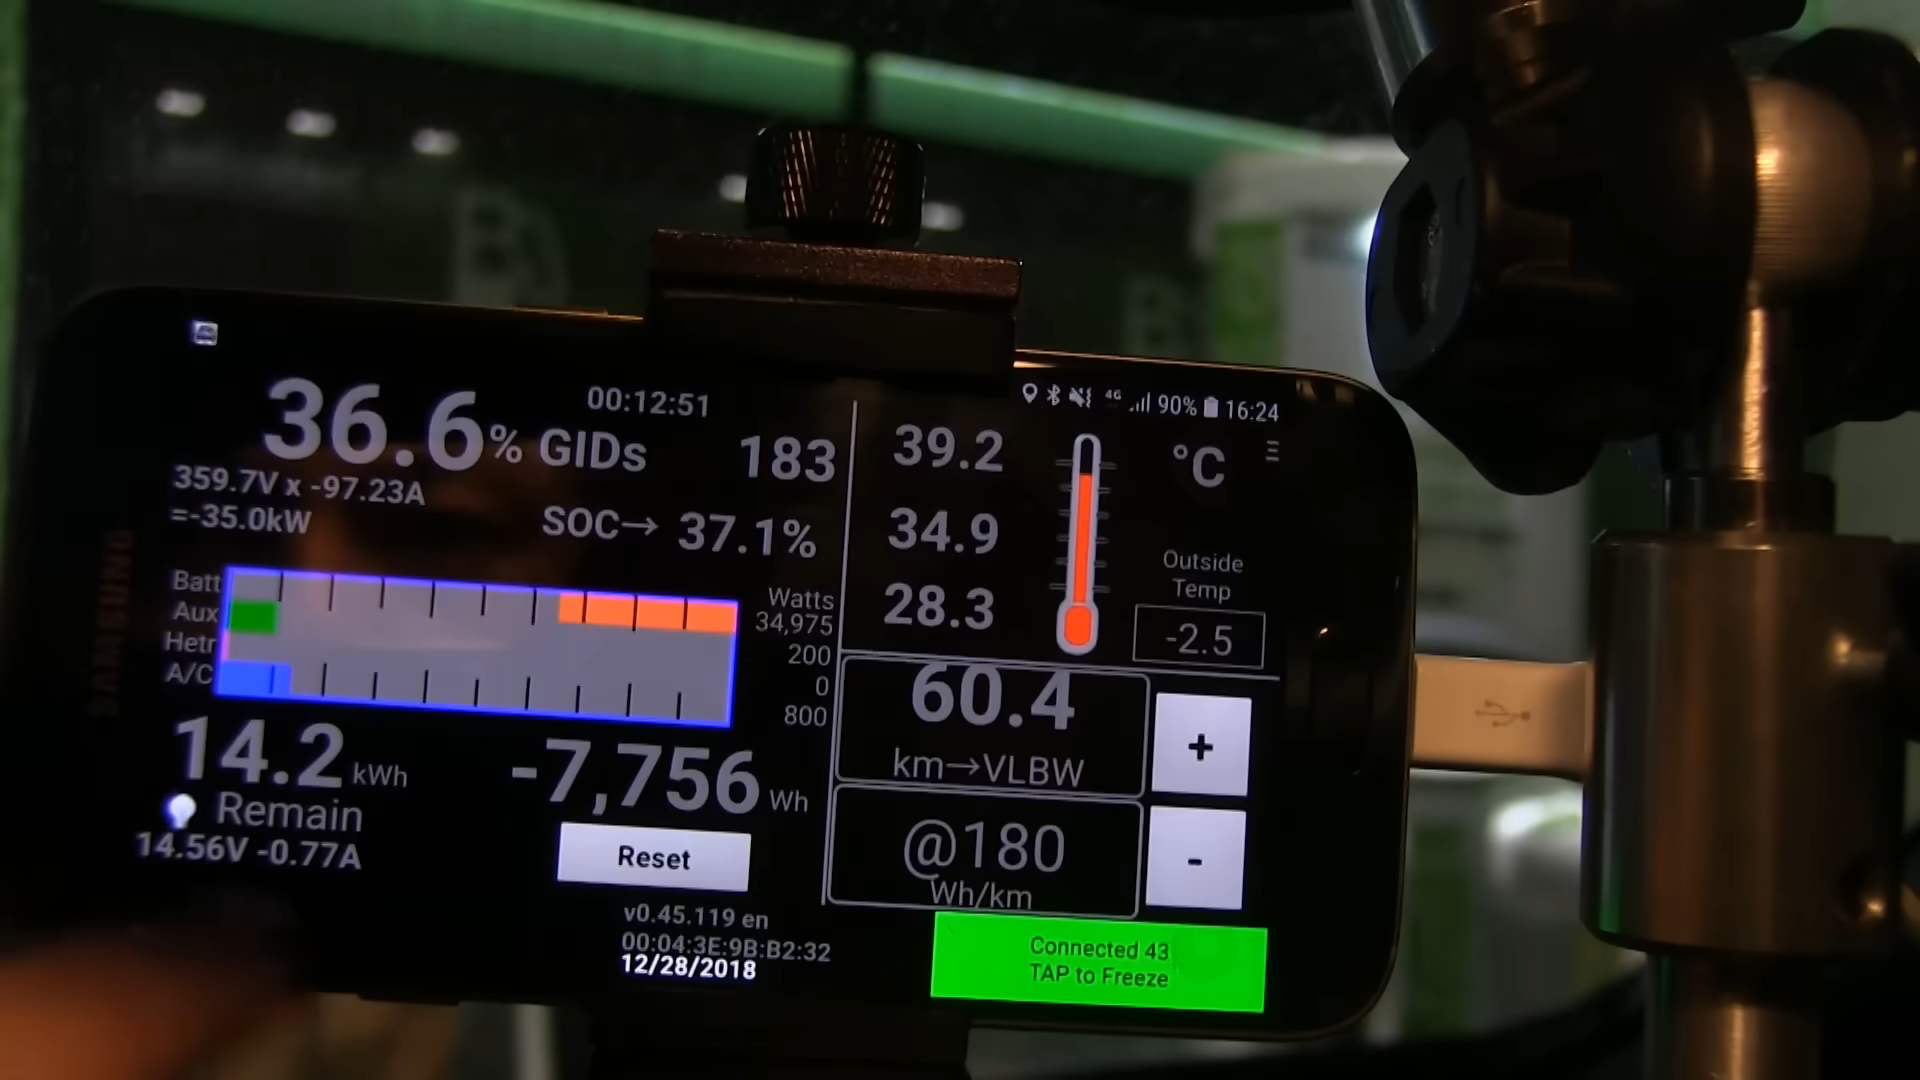 00:12:51
36.6% GIDs 183
359.7V x -97.23A
=-35.0kW
SOC→ 37.1%
Batt
Aux
Hetr
A/C
Watts
34,975
200
0
800
14.2 kWh
Remain
14.56V -0.77A
-7,756 Wh
Reset
v0.45.119 en
00:04:3E:9B:B2:32
12/28/2018
4G 90% 16:24
39.2
34.9
28.3
°C
Outside
Temp
-2.5
60.4
km→VLBW
+
@180
Wh/km
-
Connected 43
TAP to Freeze
SAMSUNG